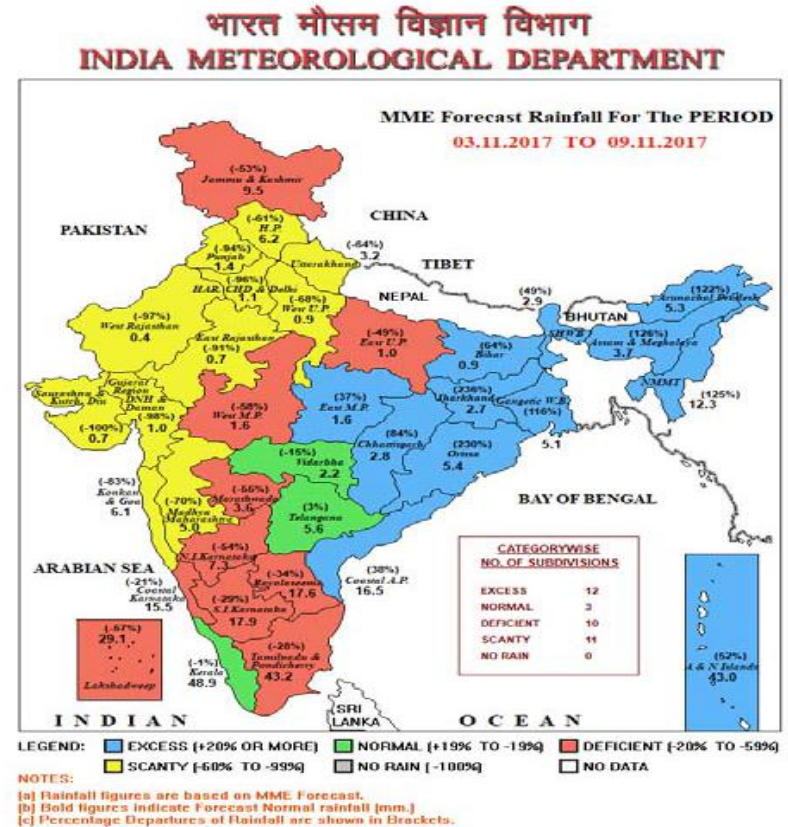 भारत मौसम विज्ञान विभाग
INDIA METEOROLOGICAL DEPARTMENT
MME Forecast Rainfall For The PERIOD
03.11.2017 TO 09.11.2017
(-53%)
Jammu & Kashmir
9.5
CHINA
PAKISTAN
(-61%)
H.P.
6.2
(-94%)
Punjab
1.4
(-64%)
3.2
Uttarakhand
TIBET
(-96%)
HAR. CHD & Delhi
1.1
(-68%)
West U.P.
0.9
NEPAL
(49%)
2.9
BHUTAN
(122%)
Arunachal Pradesh
5.3
(-97%)
West Rajasthan
0.4
East Rajasthan
(-91%)
0.7
(-49%)
East U.P.
1.0
(64%)
Bihar
0.9
SHWB
(126%)
Assam & Meghalaya
3.7
NMMT
(125%)
12.3
Saurashtra &
Kutch, Diu
(-100%)
0.7
Gujarat
Region
DNH &
Daman
(-98%)
1.0
(-58%)
West M.P.
1.6
(37%)
East M.P.
1.6
(236%)
Jharkhand
2.7
Gangetic W.B.
(116%)
5.1
(84%)
Chhattisgarh
2.8
(230%)
Orissa
5.4
(-15%)
Vidarbha
2.2
(-83%)
Konkan
& Goa
6.1
(-70%)
Madhya
Maharashtra
5.0
Marathwada
3.6
(3%)
Telangana
5.6
BAY OF BENGAL
ARABIAN SEA
(-54%)
N.I.Karnataka
7.3
(-21%)
Coastal
Karnataka
15.5
(-34%)
Rayalaseema
17.6
(38%)
Coastal A.P.
16.5
(-29%)
S.I.Karnataka
17.9
(-57%)
29.1
Lakshadweep
(-1%)
Kerala
48.9
(-28%)
Tamilnadu &
Pondicherry
43.2
CATEGORYWISE
NO. OF SUBDIVISIONS
EXCESS 12
NORMAL 3
DEFICIENT 10
SCANTY 11
NO RAIN 0
(52%)
A & N Islands
43.0
SRI
LANKA
INDIAN OCEAN
LEGEND: EXCESS (+20% OR MORE) NORMAL (+19% TO -19%) DEFICIENT (-20% TO -59%)
SCANTY (-60% TO -99%) NO RAIN (-100%) NO DATA
NOTES:
[a] Rainfall figures are based on MME Forecast.
[b] Bold figures indicate Forecast Normal rainfall [mm.]
[c] Percentage Departures of Rainfall are shown in Brackets.